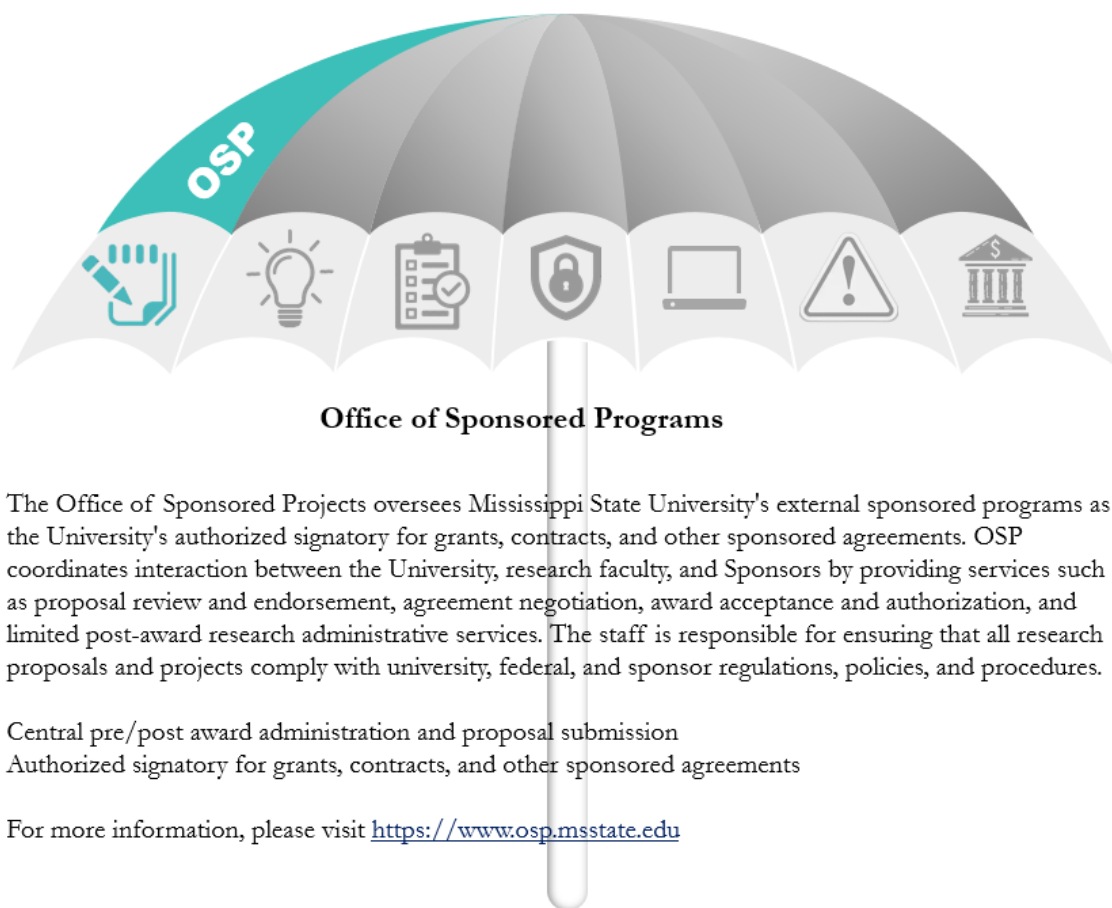 OSP
$
Office of Sponsored Programs
The Office of Sponsored Projects oversees Mississippi State University's external sponsored programs as
the University's authorized signatory for grants, contracts, and other sponsored agreements. OSP
coordinates interaction between the University, research faculty, and Sponsors by providing services such
as proposal review and endorsement, agreement negotiation, award acceptance and authorization, and
limited post-award research administrative services. The staff is responsible for ensuring that all research
proposals and projects comply with university, federal, and sponsor regulations, policies, and procedures.
Central pre/post award administration and proposal submission
Authorized signatory for grants, contracts, and other sponsored agreements
For more information, please visit https://www.osp.msstate.edu